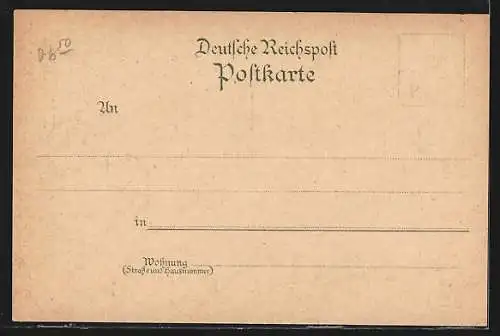 Deutsche Reichspost
Postkarte
An
in
Wohnung
(Straße und Hausnummer)